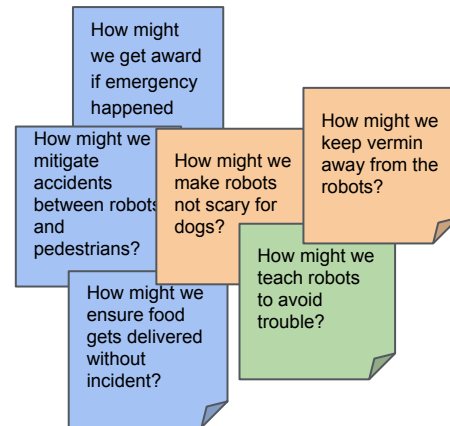 How might
we get award
if emergency
happened
How might we
mitigate
accidents
between robots
and
pedestrians?
How might we
make robots
not scary for
dogs?
How might we
keep vermin
away from the
robots?
How might we
teach robots
to avoid
trouble?
How might we
ensure food
gets delivered
without
incident?